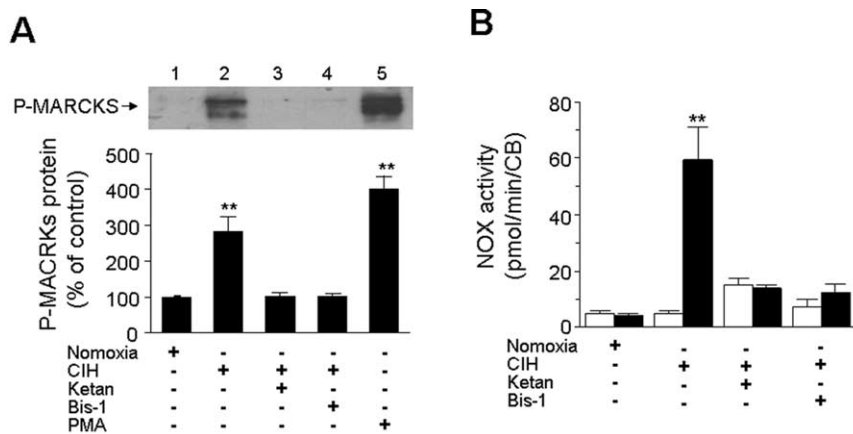 A
1 2 3 4 5
P-MARCKS→
P-MACRKs protein
(% of control)
500
400
300
200
100
0
** **
Nomoxia + - - - -
CIH - + + + -
Ketan - - + - -
Bis-1 - - - + -
PMA - - - - +
B
NOX activity
(pmol/min/CB)
80
60
40
20
0
**
Nomoxia + - - -
CIH - + + +
Ketan - - + -
Bis-1 - - - +